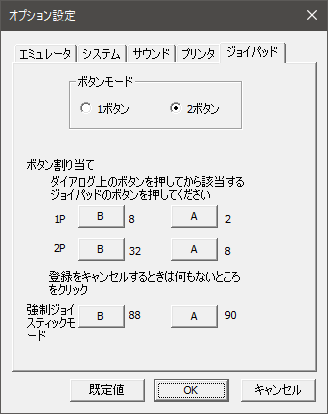 オプション設定
エミュレータ システム サウンド プリンタ ジョイパッド
ボタンモード
1ボタン 2ボタン
ボタン割り当て
ダイアログ上のボタンを押してから該当する
ジョイパッドのボタンを押してください
1P B 8 A 2
2P B 32 A 8
登録をキャンセルするときは何もないところ
をクリック
強制ジョイ
スティックモ
ード
B 88 A 90
既定値 OK キャンセル